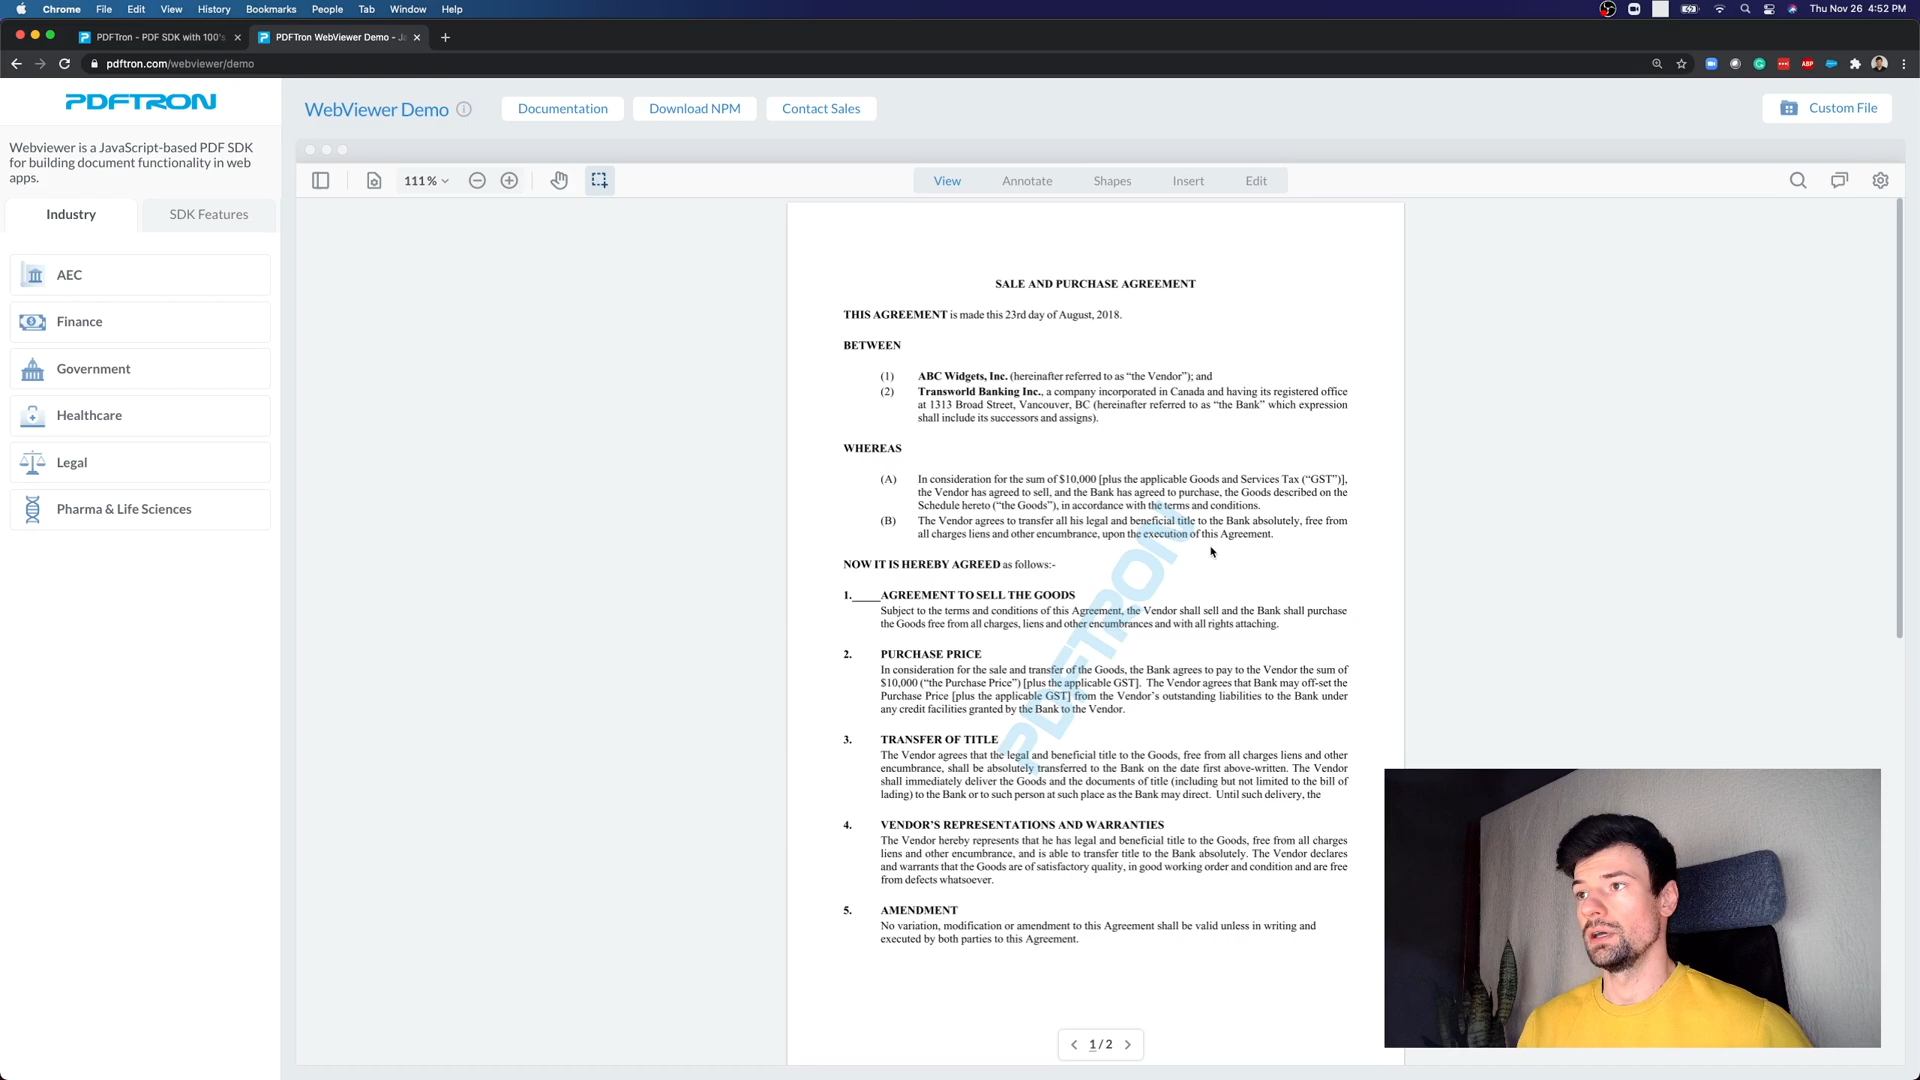 Chrome File Edit View History Bookmarks People Tab Window Help
Thu Nov 26 4:52 PM
PDFTron - PDF SDK with 100's
PDFTron WebViewer Demo - Ja
pdftron.com/webviewer/demo
ABP
PDFTRON
WebViewer Demo
Documentation
Download NPM
Contact Sales
Custom File
Webviewer is a JavaScript-based PDF SDK
for building document functionality in web
apps.
Industry
SDK Features
AEC
Finance
Government
Healthcare
Legal
Pharma & Life Sciences
111%
View
Annotate
Shapes
Insert
Edit
SALE AND PURCHASE AGREEMENT
THIS AGREEMENT is made this 23rd day of August, 2018.
BETWEEN
(1) ABC Widgets, Inc. (hereinafter referred to as “the Vendor”); and
(2) Transworld Banking Inc., a company incorporated in Canada and having its registered office
at 1313 Broad Street, Vancouver, BC (hereinafter referred to as “the Bank” which expression
shall include its successors and assigns).
WHEREAS
(A) In consideration for the sum of $10,000 [plus the applicable Goods and Services Tax (“GST”)],
the Vendor has agreed to sell, and the Bank has agreed to purchase, the Goods described on the
Schedule hereto (“the Goods”), in accordance with the terms and conditions.
(B) The Vendor agrees to transfer all his legal and beneficial title to the Bank absolutely, free from
all charges liens and other encumbrance, upon the execution of this Agreement.
NOW IT IS HEREBY AGREED as follows:-
1._____AGREEMENT TO SELL THE GOODS
Subject to the terms and conditions of this Agreement, the Vendor shall sell and the Bank shall purchase
the Goods free from all charges, liens and other encumbrances and with all rights attaching.
2. PURCHASE PRICE
In consideration for the sale and transfer of the Goods, the Bank agrees to pay to the Vendor the sum of
$10,000 (“the Purchase Price”) [plus the applicable GST]. The Vendor agrees that Bank may off-set the
Purchase Price [plus the applicable GST] from the Vendor’s outstanding liabilities to the Bank under
any credit facilities granted by the Bank to the Vendor.
3. TRANSFER OF TITLE
The Vendor agrees that the legal and beneficial title to the Goods, free from all charges liens and other
encumbrance, shall be absolutely transferred to the Bank on the date first above-written. The Vendor
shall immediately deliver the Goods and the documents of title (including but not limited to the bill of
lading) to the Bank or to such person at such place as the Bank may direct. Until such delivery, the
4. VENDOR’S REPRESENTATIONS AND WARRANTIES
The Vendor hereby represents that he has legal and beneficial title to the Goods, free from all charges
liens and other encumbrance, and is able to transfer title to the Bank absolutely. The Vendor declares
and warrants that the Goods are of satisfactory quality, in good working order and condition and are free
from defects whatsoever.
5. AMENDMENT
No variation, modification or amendment to this Agreement shall be valid unless in writing and
executed by both parties to this Agreement.
PDFTRON
1 / 2